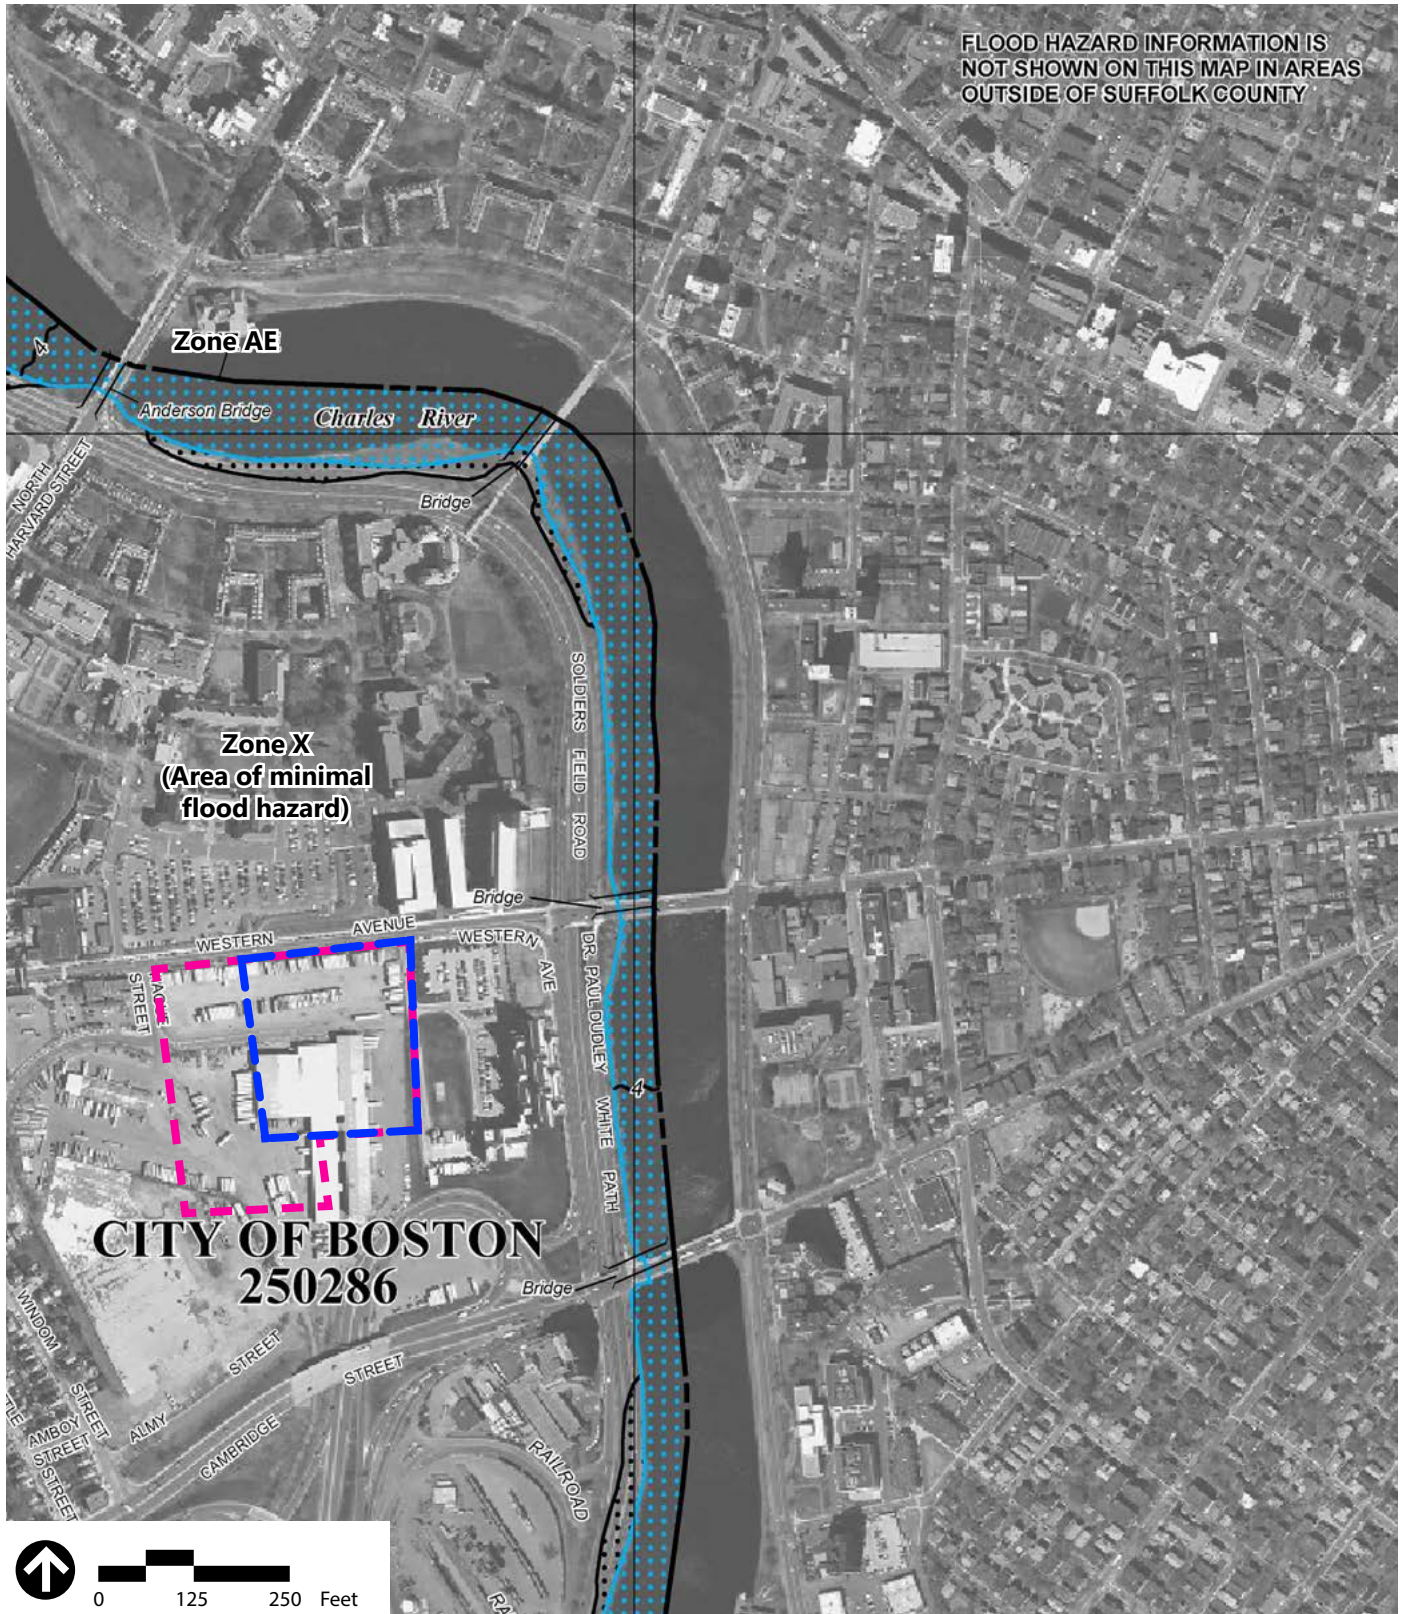 FLOOD HAZARD INFORMATION IS
NOT SHOWN ON THIS MAP IN AREAS
OUTSIDE OF SUFFOLK COUNTY
Zone AE
4
Anderson Bridge
Charles River
NORTH
HARVARD STREET
Bridge
SOLDIERS FIELD ROAD
Zone X
(Area of minimal
flood hazard)
Bridge
WESTERN AVENUE
WESTERN
AVE
STREET
DR. PAUL DUDLEY WHITE PATH
4
CITY OF BOSTON
250286
Bridge
WINDOM
STREET
ALMY STREET
CAMBRIDGE STREET
AMBOY
STREET
STREET
RAILROAD
0 125 250 Feet